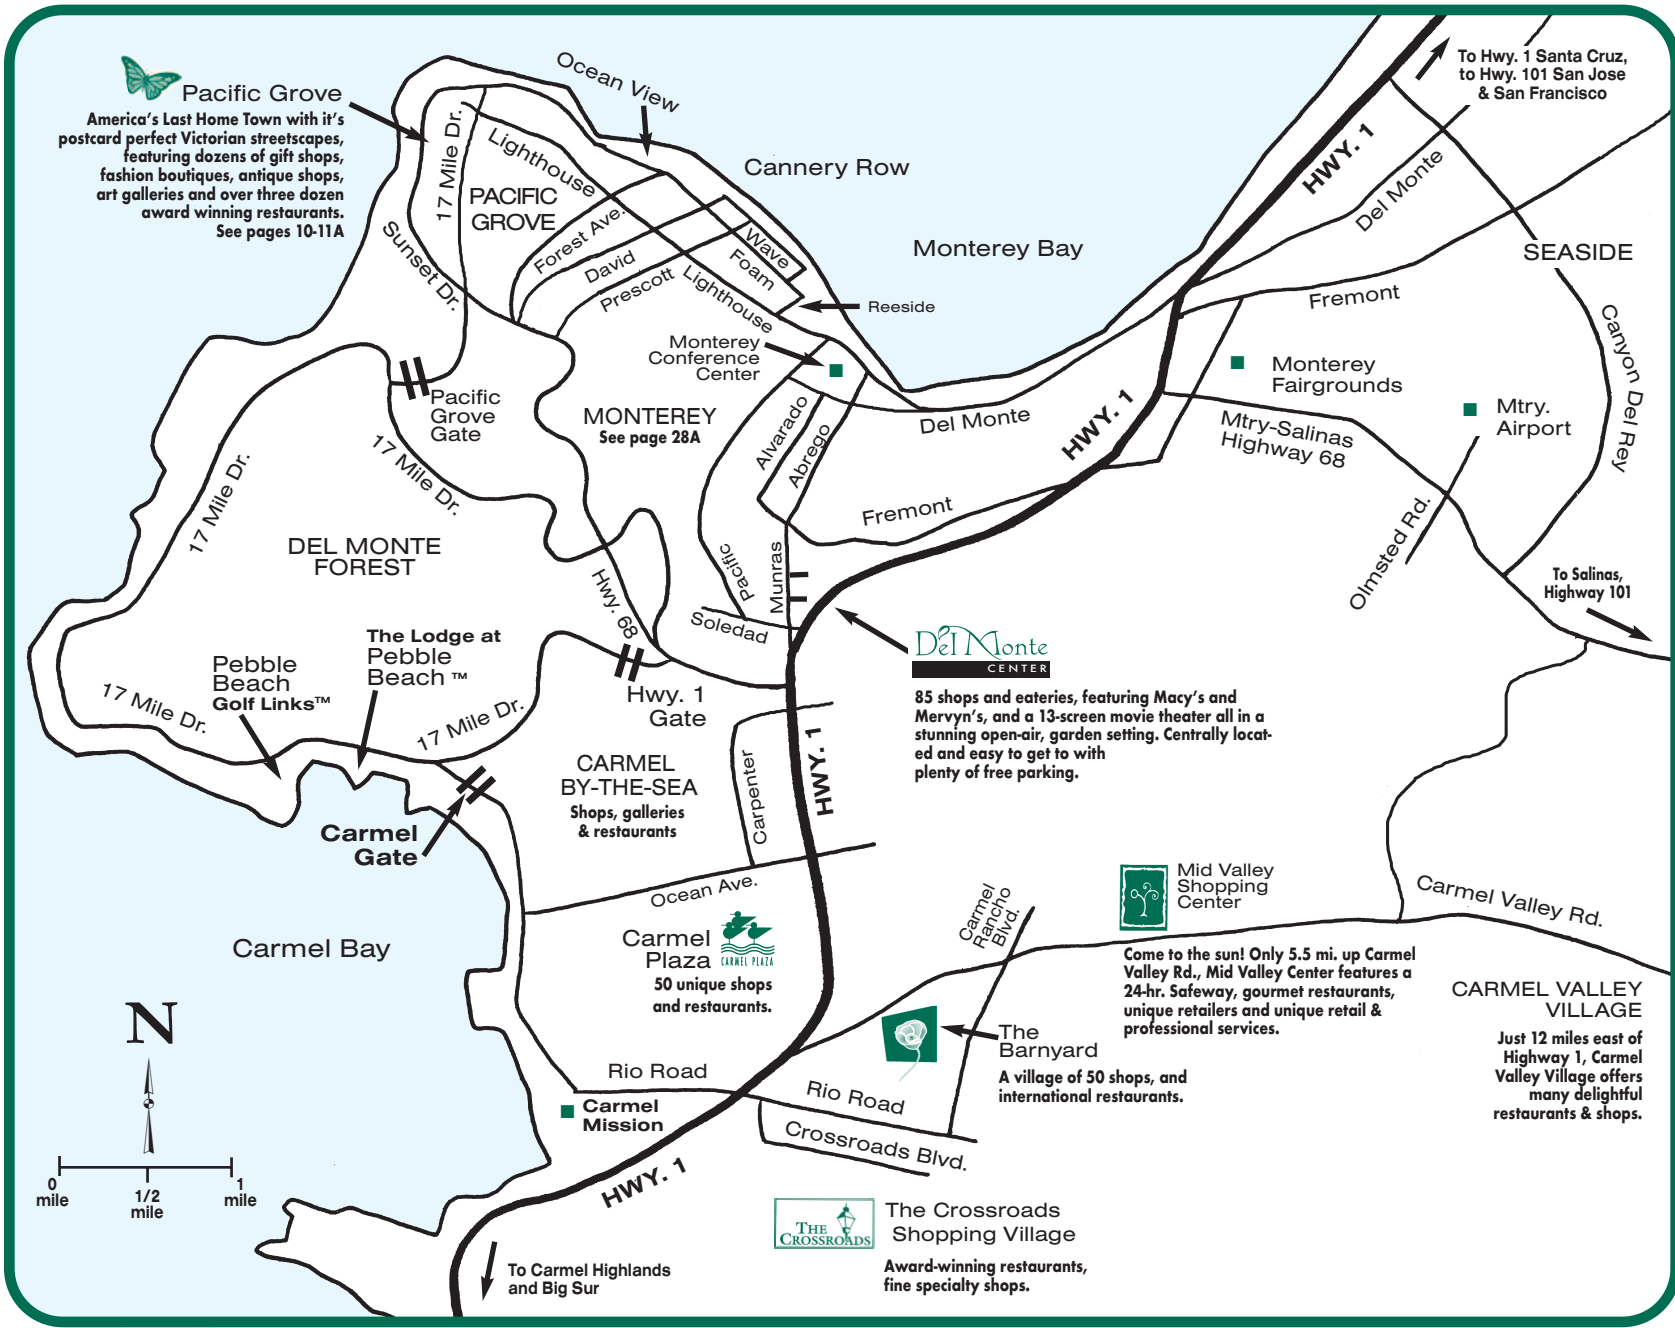 Pacific Grove
America's Last Home Town with it's
postcard perfect Victorian streetscapes,
featuring dozens of gift shops,
fashion boutiques, antique shops,
art galleries and over three dozen
award winning restaurants.
See pages 10-11A
Ocean View
Cannery Row
Monterey Bay
To Hwy. 1 Santa Cruz,
to Hwy. 101 San Jose
& San Francisco
HWY. 1
Del Monte
SEASIDE
Fremont
Canyon Del Rey
17 Mile Dr.
Lighthouse
PACIFIC
GROVE
Sunset Dr.
Forest Ave.
David
Prescott
Lighthouse
Wave
Foam
Reeside
Monterey
Conference
Center
Pacific
Grove
Gate
MONTEREY
See page 28A
Alvarado
Abrego
Del Monte
HWY. 1
Monterey
Fairgrounds
Mtry.
Airport
Mtry-Salinas
Highway 68
Olmsted Rd.
To Salinas,
Highway 101
17 Mile Dr.
17 Mile Dr.
DEL MONTE
FOREST
Fremont
Pacific
Munras
Soledad
Hwy. 68
Del Monte
CENTER
85 shops and eateries, featuring Macy's and
Mervyn's, and a 13-screen movie theater all in a
stunning open-air, garden setting. Centrally locat-
ed and easy to get to with
plenty of free parking.
The Lodge at
Pebble
Beach ™
Pebble
Beach
Golf Links™
17 Mile Dr.
17 Mile Dr.
Hwy. 1
Gate
CARMEL
BY-THE-SEA
Shops, galleries
& restaurants
Carpenter
HWY. 1
Carmel
Gate
Ocean Ave.
Carmel Bay
Carmel
Plaza
CARMEL PLAZA
50 unique shops
and restaurants.
Carmel
Rancho
Blvd.
Mid Valley
Shopping
Center
Come to the sun! Only 5.5 mi. up Carmel
Valley Rd., Mid Valley Center features a
24-hr. Safeway, gourmet restaurants,
unique retailers and unique retail &
professional services.
Carmel Valley Rd.
CARMEL VALLEY
VILLAGE
Just 12 miles east of
Highway 1, Carmel
Valley Village offers
many delightful
restaurants & shops.
The
Barnyard
A village of 50 shops, and
international restaurants.
Rio Road
Rio Road
Carmel
Mission
Crossroads Blvd.
HWY. 1
N
0
mile
1/2
mile
1
mile
THE
CROSSROADS
The Crossroads
Shopping Village
Award-winning restaurants,
fine specialty shops.
To Carmel Highlands
and Big Sur